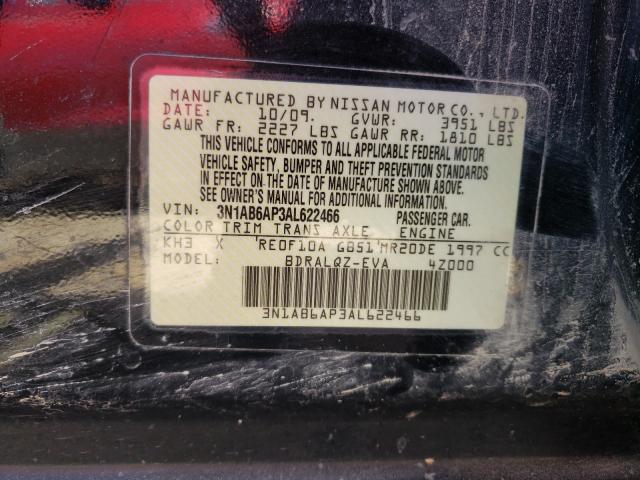 MANUFACTURED BY NISSAN MOTOR CO., LTD.
DATE: 10/09. GVWR: 3951 LBS
GAWR FR: 2227 LBS GAWR RR: 1810 LBS
THIS VEHICLE CONFORMS TO ALL APPLICABLE FEDERAL MOTOR
VEHICLE SAFETY, BUMPER AND THEFT PREVENTION STANDARDS
IN EFFECT ON THE DATE OF MANUFACTURE SHOWN ABOVE.
SEE OWNER'S MANUAL FOR ADDITIONAL INFORMATION.
VIN: 3N1AB6AP3AL622466 PASSENGER CAR.
COLOR TRIM TRANS AXLE ENGINE
KH3 X 'RE0F10A GB51'MR20DE 1997 CC
BDRALQZ-EVA 4Z000
3N1AB6AP3AL622466